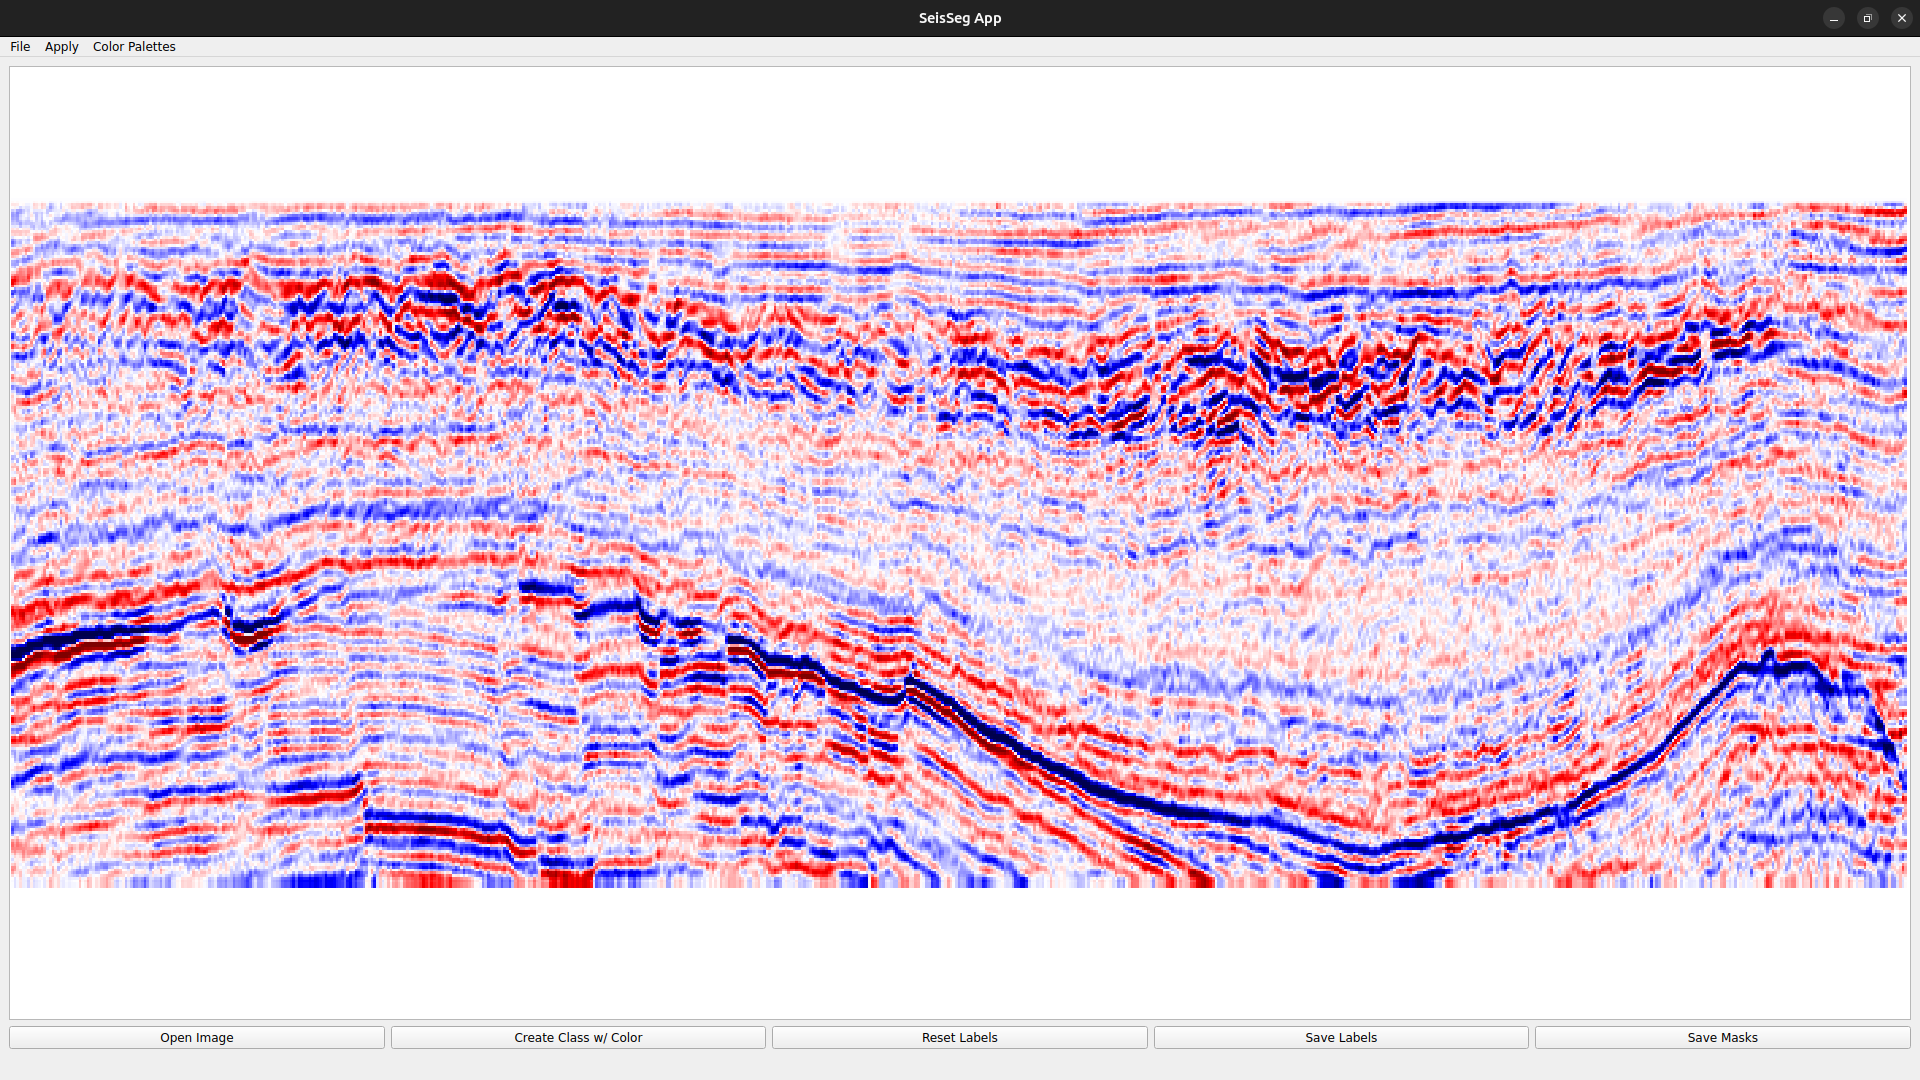 SeisSeg App
File Apply Color Palettes
Open Image Create Class w/ Color Reset Labels Save Labels Save Masks